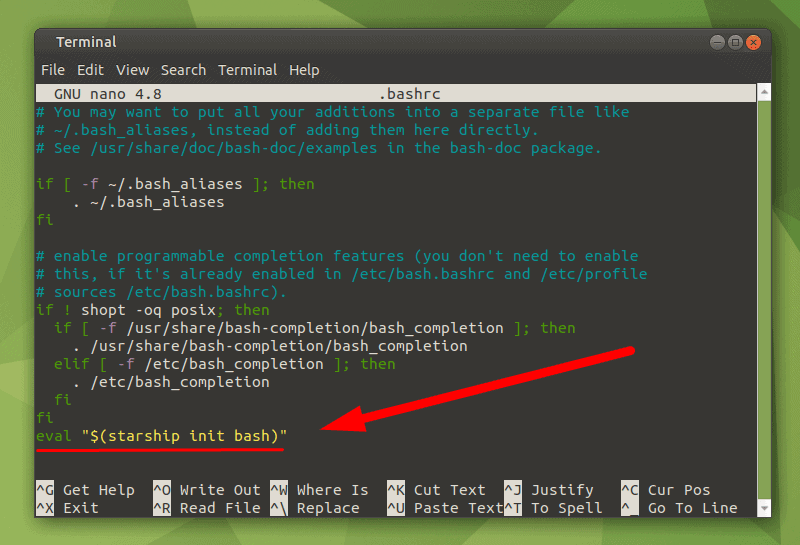 Terminal
File Edit View Search Terminal Help
GNU nano 4.8 .bashrc
# You may want to put all your additions into a separate file like
# ~/.bash_aliases, instead of adding them here directly.
# See /usr/share/doc/bash-doc/examples in the bash-doc package.
if [ -f ~/.bash_aliases ]; then
. ~/.bash_aliases
fi
# enable programmable completion features (you don't need to enable
# this, if it's already enabled in /etc/bash.bashrc and /etc/profile
# sources /etc/bash.bashrc).
if ! shopt -oq posix; then
if [ -f /usr/share/bash-completion/bash_completion ]; then
. /usr/share/bash-completion/bash_completion
elif [ -f /etc/bash_completion ]; then
. /etc/bash_completion
fi
fi
eval "$(starship init bash)"
^G Get Help ^O Write Out ^W Where Is ^K Cut Text ^J Justify ^C Cur Pos
^X Exit ^R Read File ^\ Replace ^U Paste Text ^T To Spell ^_ Go To Line